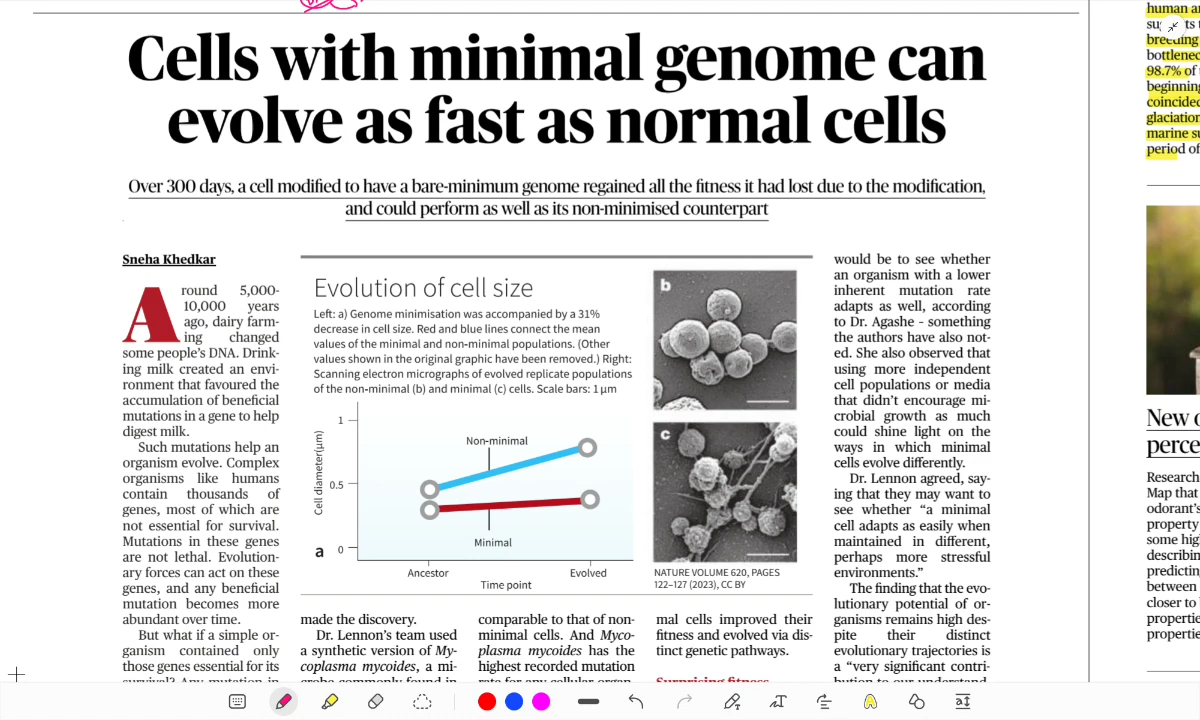 Cells with minimal genome can
evolve as fast as normal cells
Over 300 days, a cell modified to have a bare-minimum genome regained all the fitness it had lost due to the modification,
and could perform as well as its non-minimised counterpart
Sneha Khedkar
Around 5,000-
10,000 years
ago, dairy farm-
ing changed
some people's DNA. Drink-
ing milk created an envi-
ronment that favoured the
accumulation of beneficial
mutations in a gene to help
digest milk.
Such mutations help an
organism evolve. Complex
organisms like humans
contain thousands of
genes, most of which are
not essential for survival.
Mutations in these genes
are not lethal. Evolution-
ary forces can act on these
genes, and any beneficial
mutation becomes more
abundant over time.
But what if a simple or-
ganism contained only
those genes essential for its
survival? Any mutation in
Evolution of cell size
Left: a) Genome minimisation was accompanied by a 31%
decrease in cell size. Red and blue lines connect the mean
values of the minimal and non-minimal populations. (Other
values shown in the original graphic have been removed.) Right:
Scanning electron micrographs of evolved replicate populations
of the non-minimal (b) and minimal (c) cells. Scale bars: 1 µm
Cell diameter(µm)
1
0.5
0
Non-minimal
Minimal
a
Ancestor
Evolved
Time point
b
c
NATURE VOLUME 620, PAGES
122–127 (2023), CC BY
made the discovery.
Dr. Lennon's team used
a synthetic version of My-
coplasma mycoides, a mi-
crobe commonly found in
comparable to that of non-
minimal cells. And Myco-
plasma mycoides has the
highest recorded mutation
rate for any cellular organ-
mal cells improved their
fitness and evolved via dis-
tinct genetic pathways.
Surprising fitness
would be to see whether
an organism with a lower
inherent mutation rate
adapts as well, according
to Dr. Agashe – something
the authors have also not-
ed. She also observed that
using more independent
cell populations or media
that didn't encourage mi-
crobial growth as much
could shine light on the
ways in which minimal
cells evolve differently.
Dr. Lennon agreed, say-
ing that they may want to
see whether "a minimal
cell adapts as easily when
maintained in different,
perhaps more stressful
environments."
The finding that the evo-
lutionary potential of or-
ganisms remains high des-
pite their distinct
evolutionary trajectories is
a "very significant contri-
bution to our understand-
human
breeding
98.7% of
marine
period of
New
Research
Map that
odorant's
property
some
between
closer to